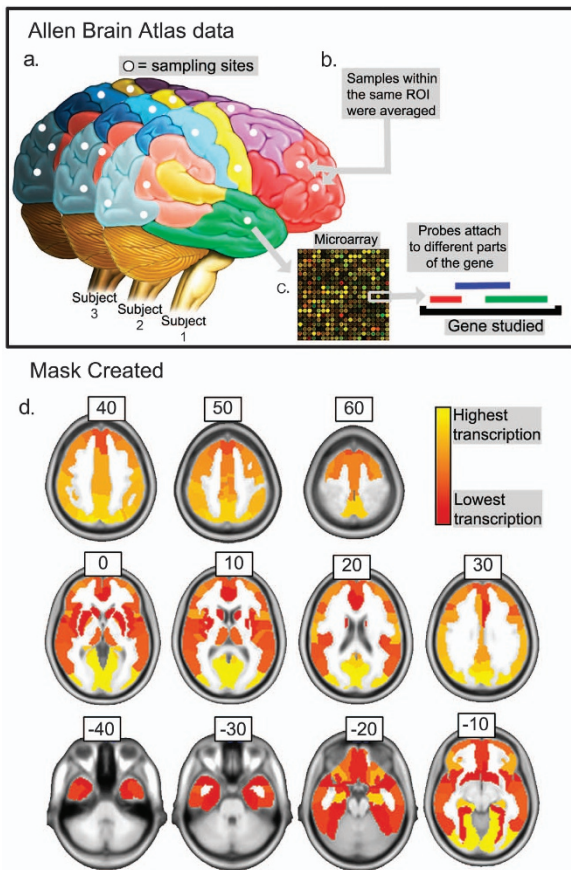 Allen Brain Atlas data
a.
= sampling sites
b.
Samples within
the same ROI
were averaged
Microarray
c.
Probes attach
to different parts
of the gene
Gene studied
Subject
3
Subject
2
Subject
1
Mask Created
d.
40
50
60
Highest
transcription
Lowest
transcription
0
10
20
30
-40
-30
-20
-10